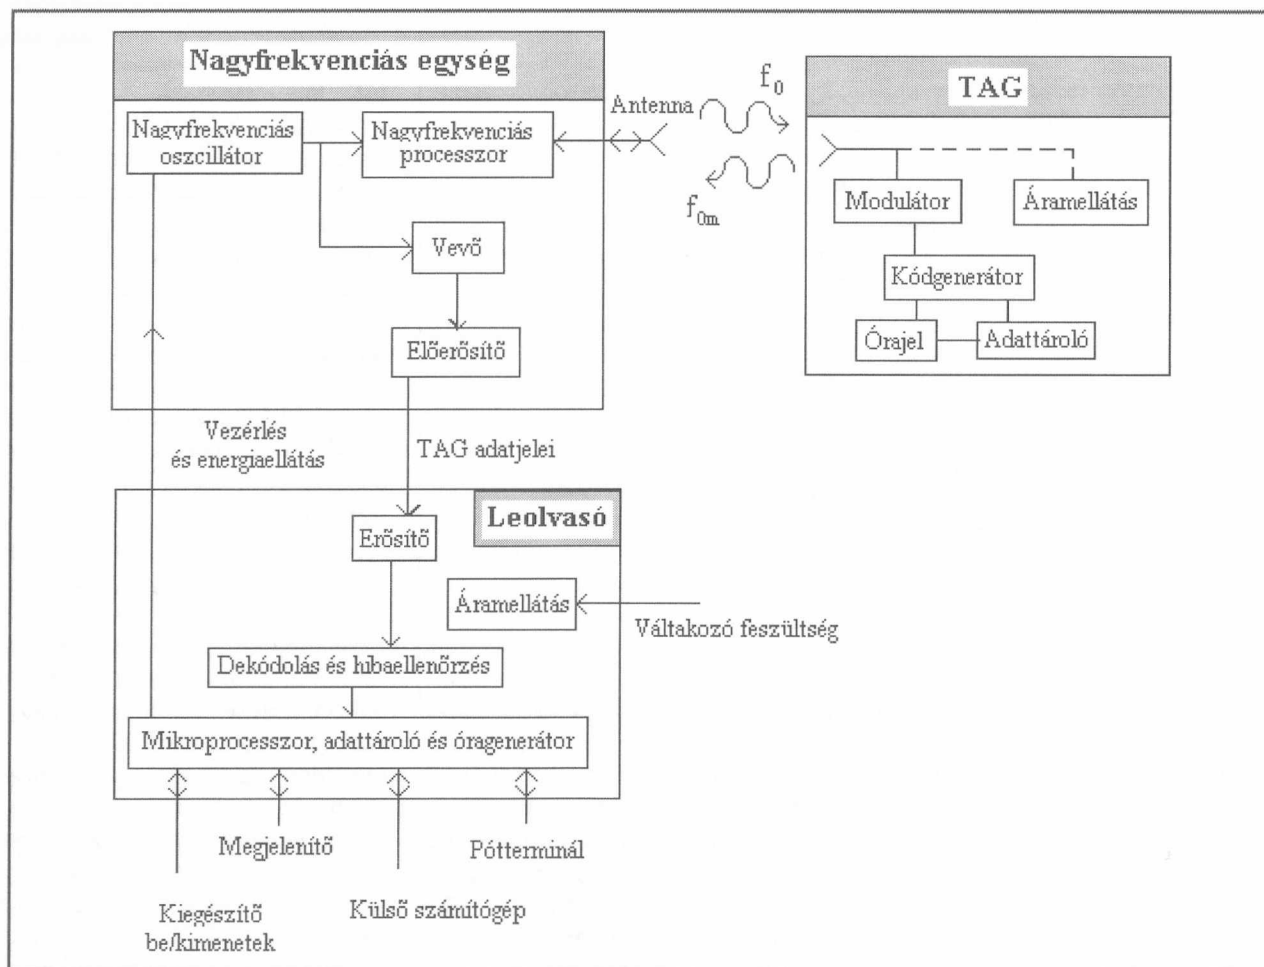 Nagyfrekvenciás egység
Nagyfrekvenciás
oszcillátor
Nagyfrekvenciás
processzor
Vevő
Előerősítő
Antenna
f0
f0m
TAG
Modulátor
Áramellátás
Kódgenerátor
Órajel
Adattároló
Vezérlés
és energiaellátás
TAG adatjelei
Leolvasó
Erősítő
Áramellátás
Váltakozó feszültség
Dekódolás és hibaellenőrzés
Mikroprocesszor, adattároló és óragenerátor
Megjelenítő
Pótterminál
Kiegészítő
be/kimenetek
Külső számítógép